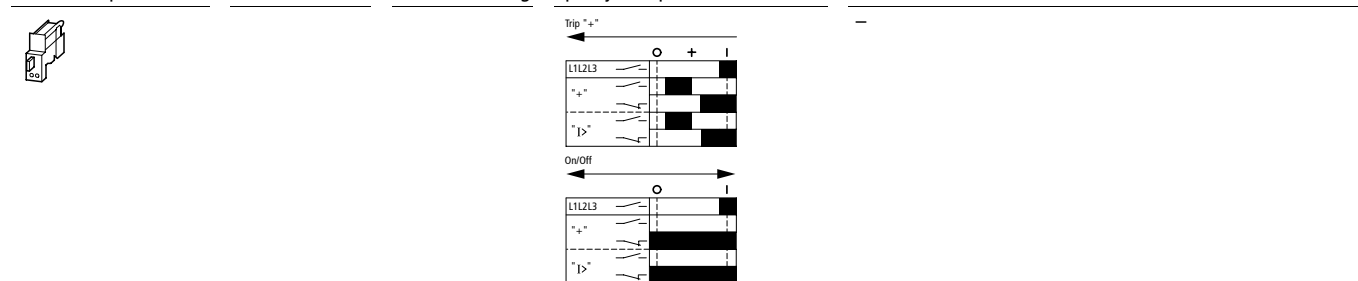 Trip "+"
O + I
L1L2L3
"+"
"I>"
On/Off
O I
L1L2L3
"+"
"I>"
–